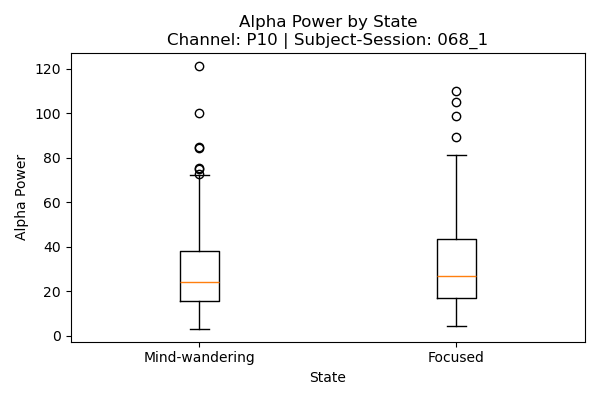 Alpha Power by State
Channel: P10 | Subject-Session: 068_1
120
100
80
60
40
20
0
Alpha Power
Mind-wandering
Focused
State